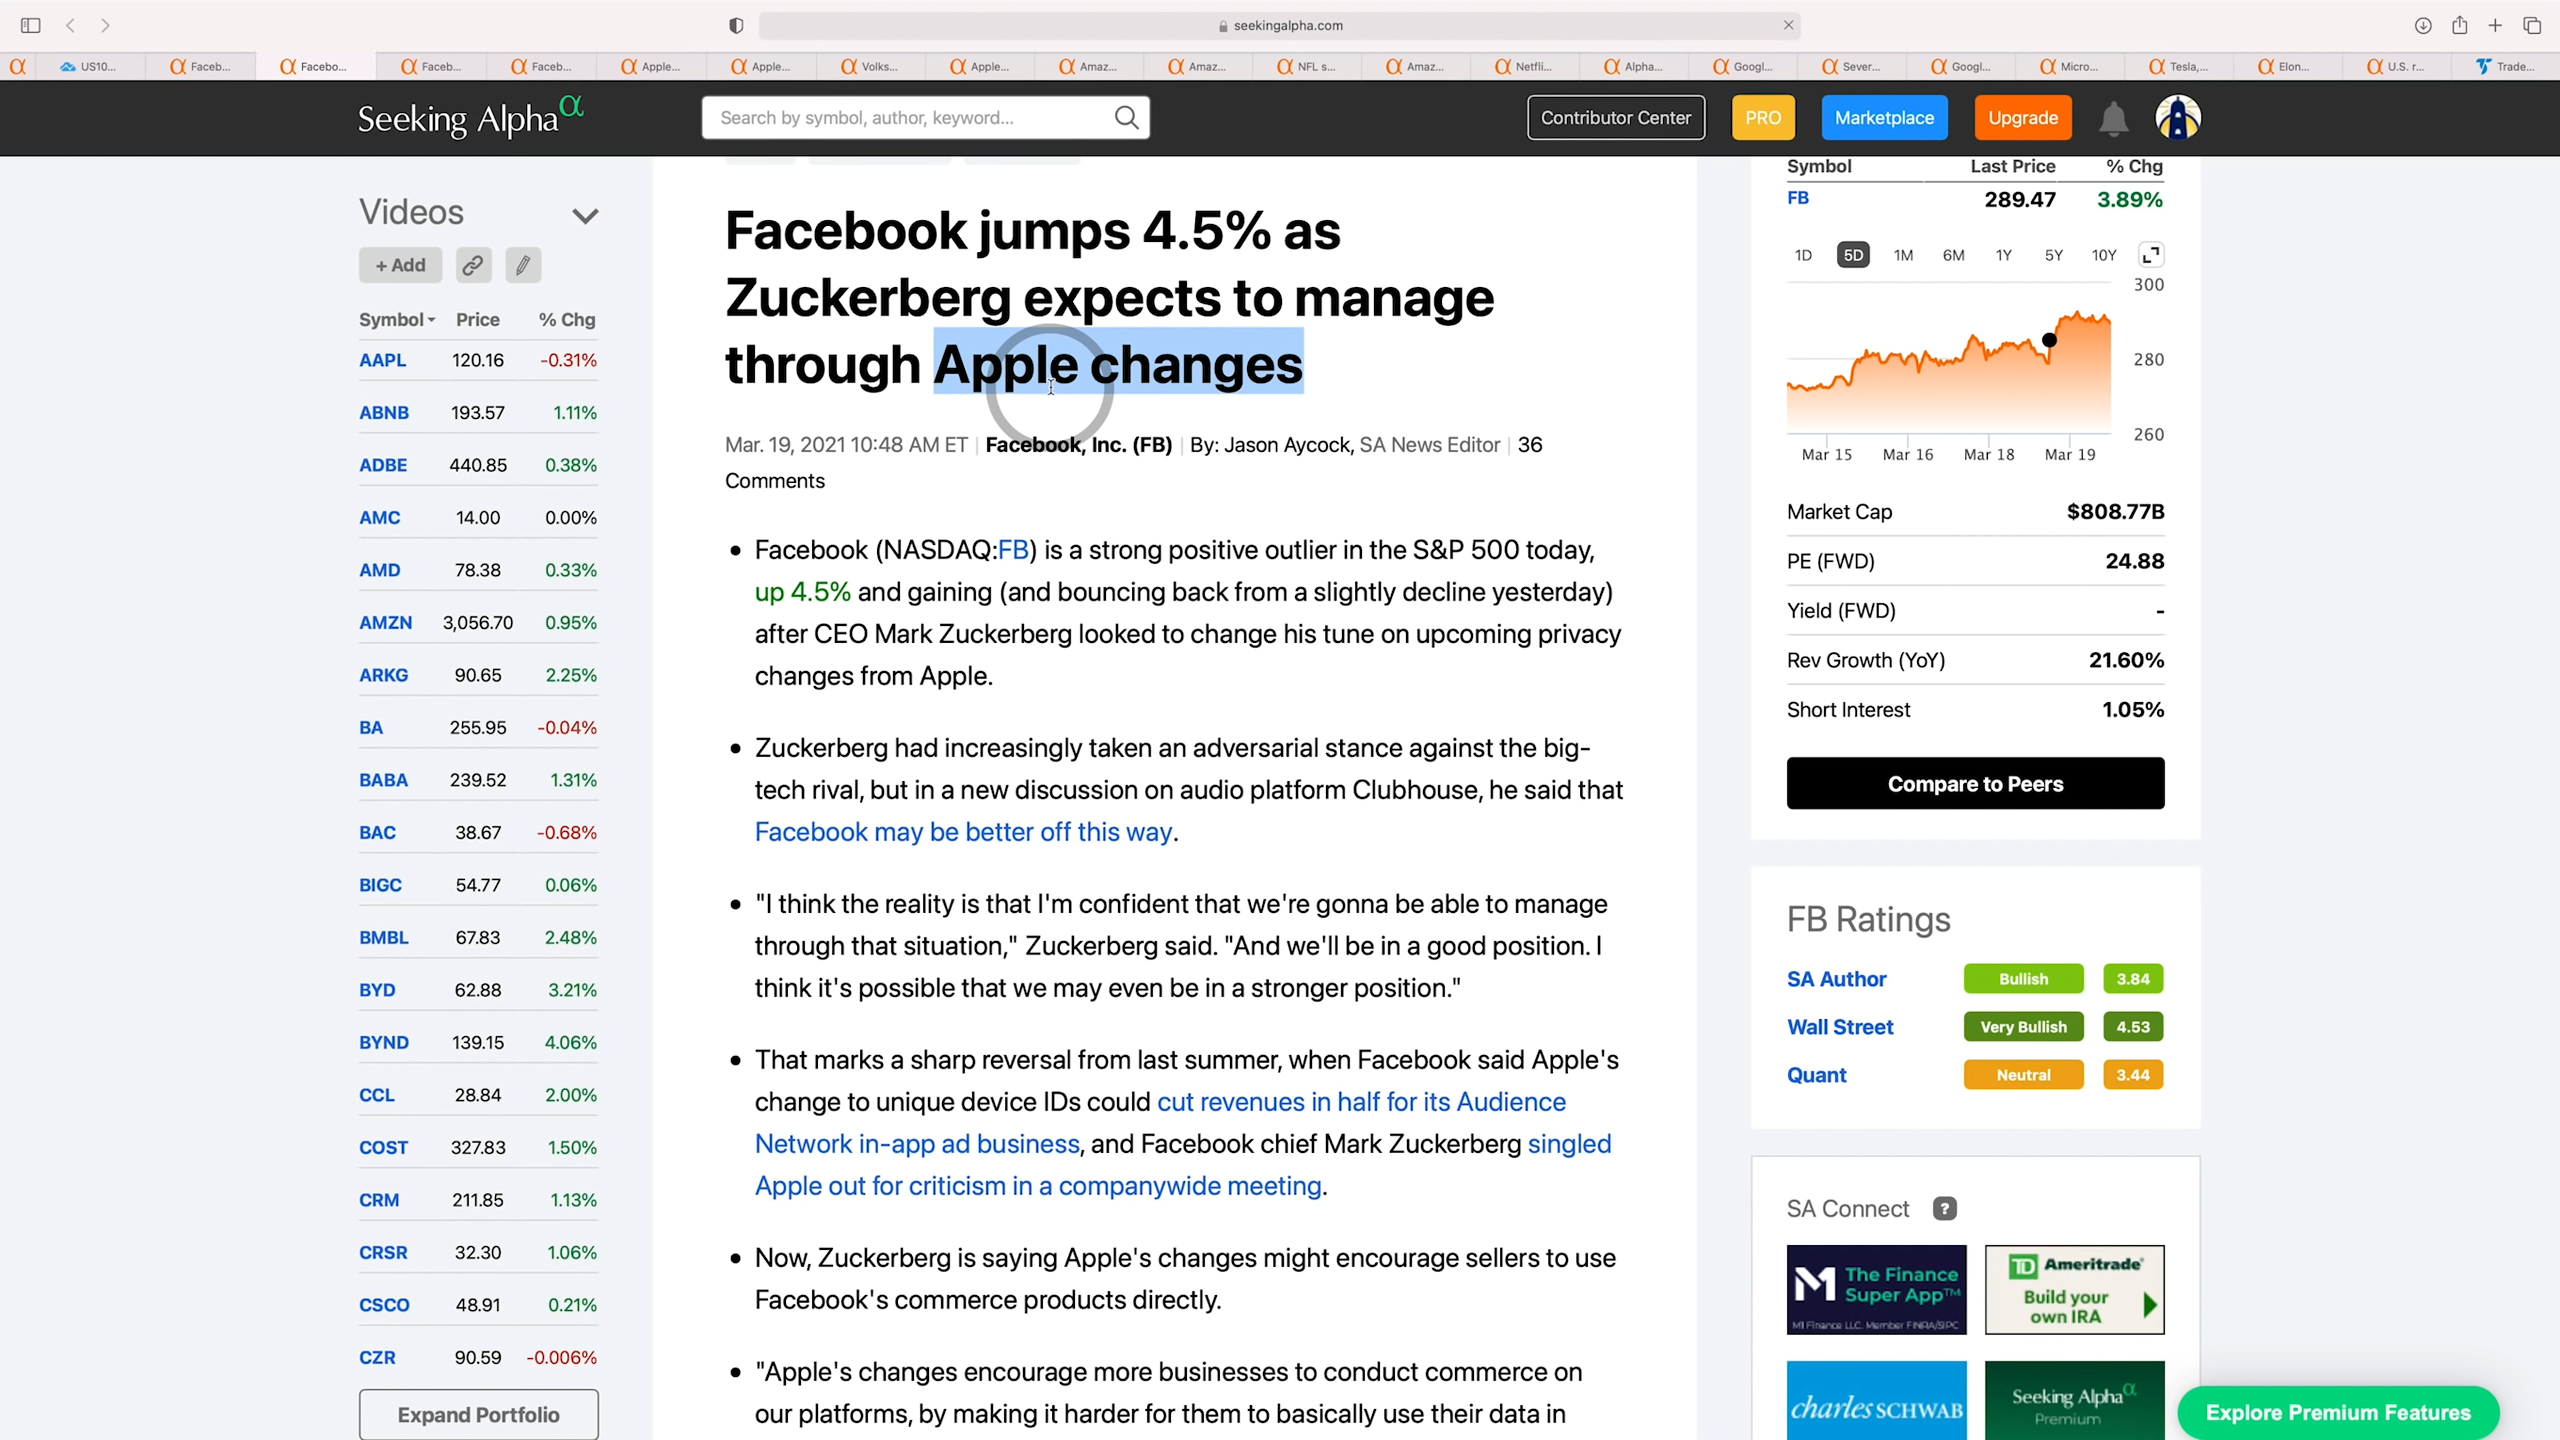 seekingalpha.com
US10...
Faceb...
Facebo...
Faceb...
Faceb...
Apple...
Apple...
Volks...
Apple...
Amaz...
Amaz...
NFL s...
Amaz...
Netfli...
Alpha...
Googl...
Sever...
Googl...
Micro...
Tesla,...
Elon...
U.S. r...
Trade...
Seeking Alpha α
Search by symbol, author, keyword...
Contributor Center
PRO
Marketplace
Upgrade
Videos
+ Add
Symbol Price % Chg
AAPL 120.16 -0.31%
ABNB 193.57 1.11%
ADBE 440.85 0.38%
AMC 14.00 0.00%
AMD 78.38 0.33%
AMZN 3,056.70 0.95%
ARKG 90.65 2.25%
BA 255.95 -0.04%
BABA 239.52 1.31%
BAC 38.67 -0.68%
BIGC 54.77 0.06%
BMBL 67.83 2.48%
BYD 62.88 3.21%
BYND 139.15 4.06%
CCL 28.84 2.00%
COST 327.83 1.50%
CRM 211.85 1.13%
CRSR 32.30 1.06%
CSCO 48.91 0.21%
CZR 90.59 -0.006%
Expand Portfolio
Facebook jumps 4.5% as
Zuckerberg expects to manage
through Apple changes
Mar. 19, 2021 10:48 AM ET | Facebook, Inc. (FB) | By: Jason Aycock, SA News Editor | 36
Comments
• Facebook (NASDAQ:FB) is a strong positive outlier in the S&P 500 today,
up 4.5% and gaining (and bouncing back from a slightly decline yesterday)
after CEO Mark Zuckerberg looked to change his tune on upcoming privacy
changes from Apple.
• Zuckerberg had increasingly taken an adversarial stance against the big-
tech rival, but in a new discussion on audio platform Clubhouse, he said that
Facebook may be better off this way.
• "I think the reality is that I'm confident that we're gonna be able to manage
through that situation," Zuckerberg said. "And we'll be in a good position. I
think it's possible that we may even be in a stronger position."
• That marks a sharp reversal from last summer, when Facebook said Apple's
change to unique device IDs could cut revenues in half for its Audience
Network in-app ad business, and Facebook chief Mark Zuckerberg singled
Apple out for criticism in a companywide meeting.
• Now, Zuckerberg is saying Apple's changes might encourage sellers to use
Facebook's commerce products directly.
• "Apple's changes encourage more businesses to conduct commerce on
our platforms, by making it harder for them to basically use their data in
Symbol Last Price % Chg
FB 289.47 3.89%
1D 5D 1M 6M 1Y 5Y 10Y
300
280
260
Mar 15 Mar 16 Mar 18 Mar 19
Market Cap $808.77B
PE (FWD) 24.88
Yield (FWD) -
Rev Growth (YoY) 21.60%
Short Interest 1.05%
Compare to Peers
FB Ratings
SA Author Bullish 3.84
Wall Street Very Bullish 4.53
Quant Neutral 3.44
SA Connect ?
M The Finance
Super App™
M1 Finance LLC. Member FINRA/SIPC
TD Ameritrade
Build your
own IRA
charles SCHWAB
Seeking Alpha α
Premium
Explore Premium Features